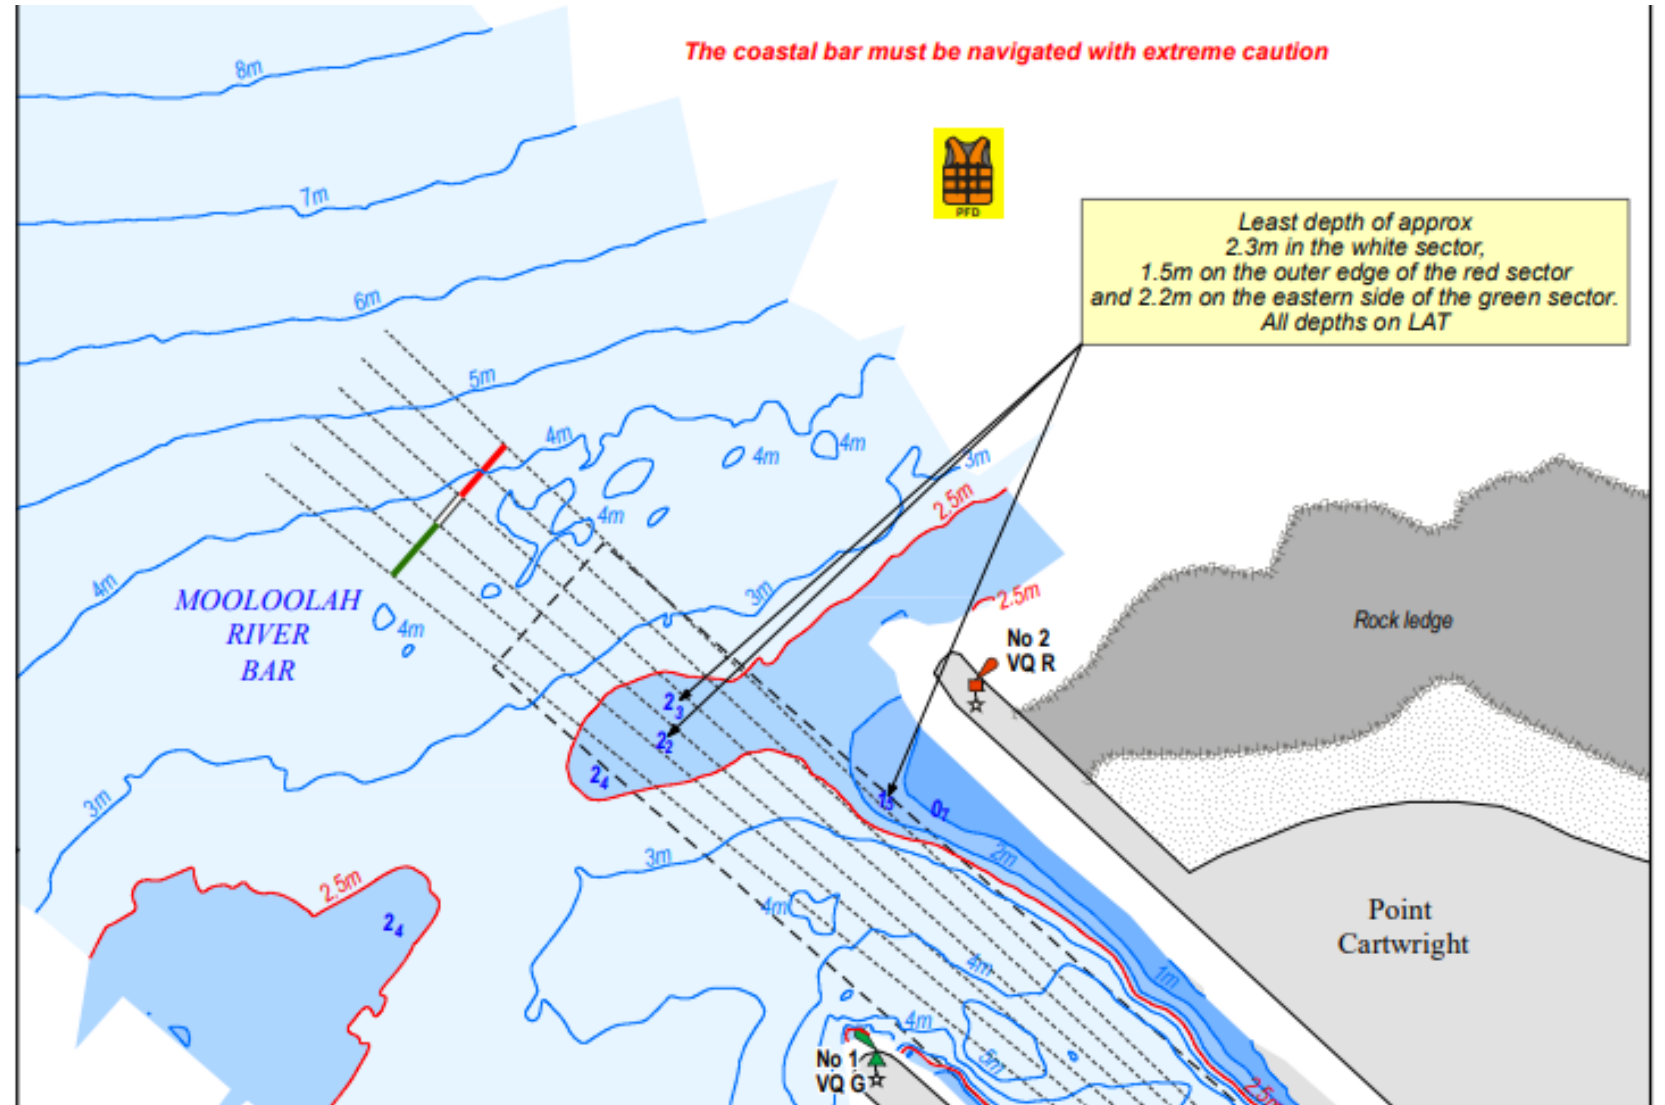 The coastal bar must be navigated with extreme caution
8m
PFD
7m
Least depth of approx
2.3m in the white sector,
1.5m on the outer edge of the red sector
and 2.2m on the eastern side of the green sector.
All depths on LAT
6m
5m
4m
4m
4m
3m
2.5m
4m
4m
3m
2.5m
MOOLOOLAH
RIVER
BAR
4m
No 2
VQ R
Rock ledge
2₃
2₂
2₄
3m
1₅
0₇
2m
3m
2.5m
4m
2₄
Point
Cartwright
4m
1m
4m
5m
No 1
VQ G
2.5m